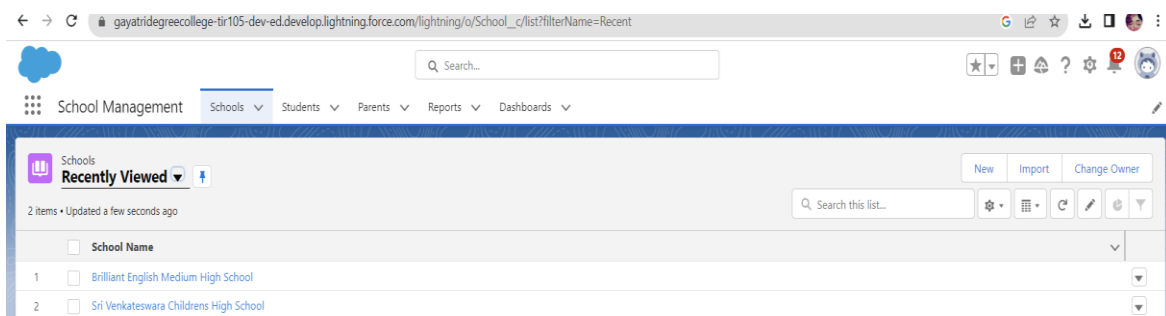 gayatridegreecollege-tir105-dev-ed.develop.lightning.force.com/lightning/o/School__c/list?filterName=Recent
Search...
12
School Management Schools Students Parents Reports Dashboards
Schools
Recently Viewed
New Import Change Owner
2 items • Updated a few seconds ago
Search this list...
School Name
1 Brilliant English Medium High School
2 Sri Venkateswara Childrens High School